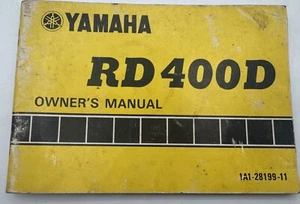 YAMAHA
RD400D
OWNER'S MANUAL
1A1-28199-11